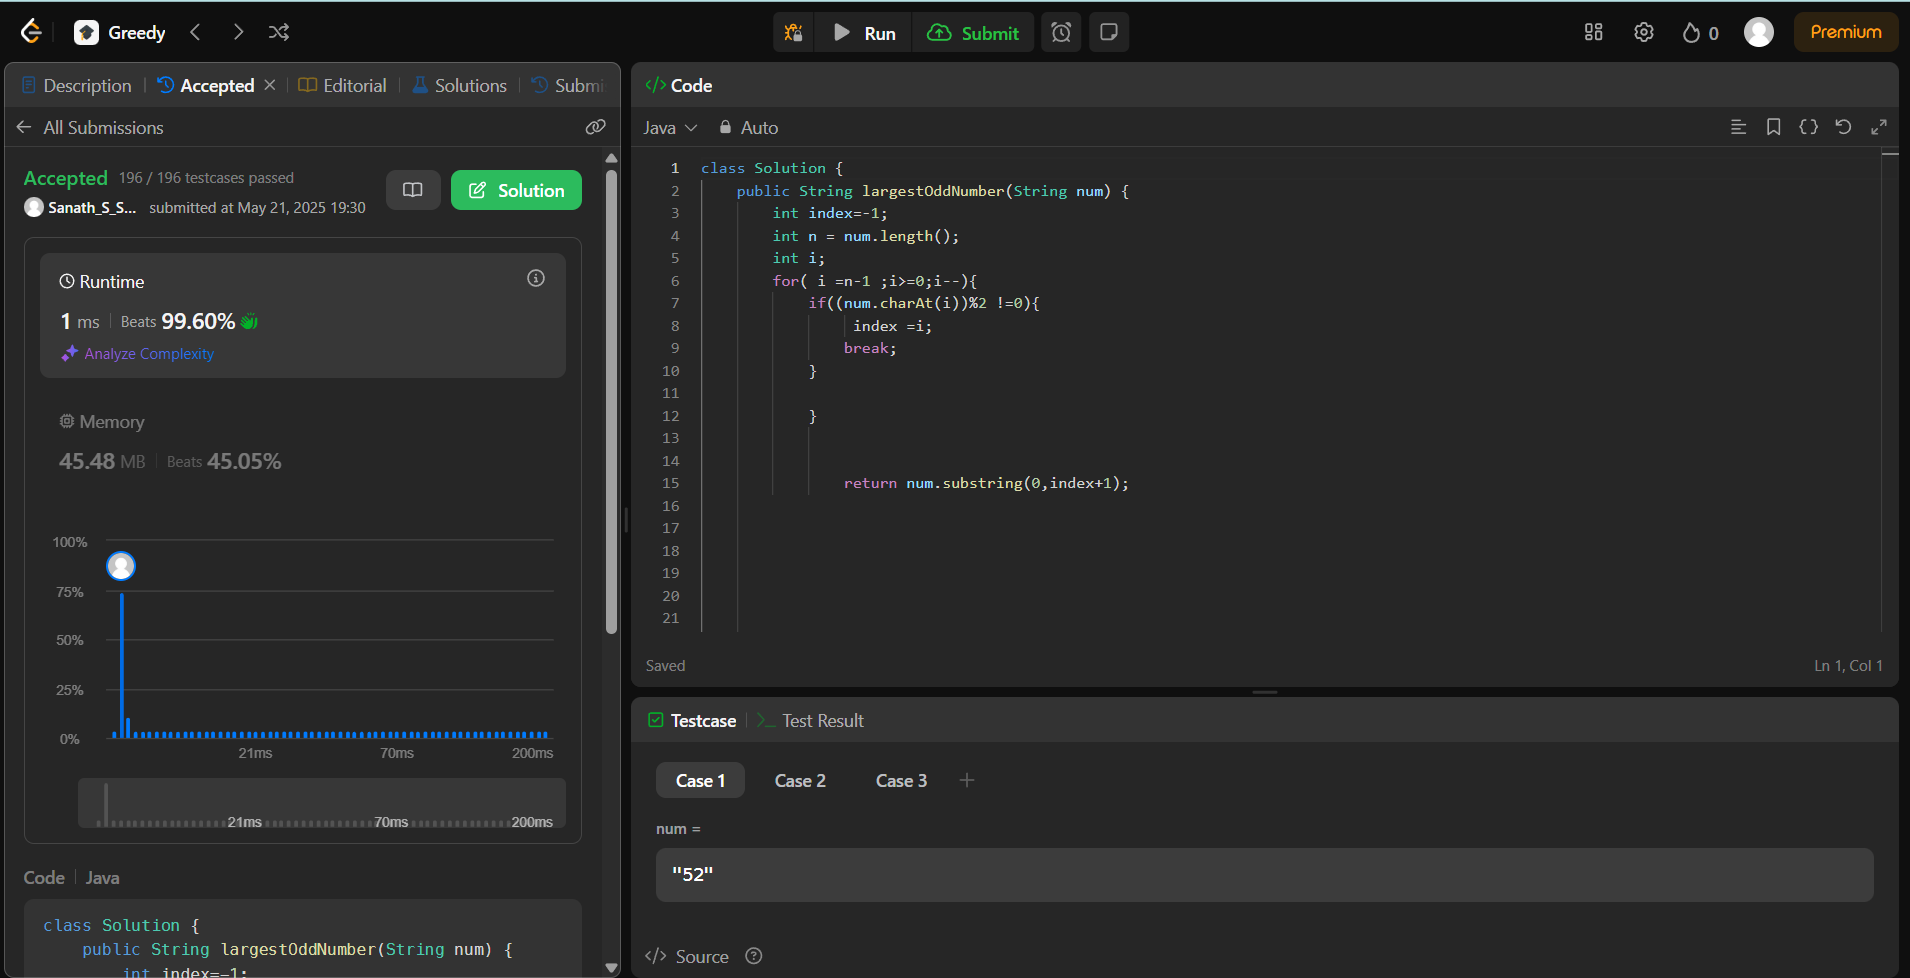 Greedy
Run
Submit
0
Premium
Description
Accepted
Editorial
Solutions
Submi
All Submissions
Accepted 196 / 196 testcases passed
Sanath_S_S... submitted at May 21, 2025 19:30
Solution
Runtime
1 ms Beats 99.60%
Analyze Complexity
Memory
45.48 MB Beats 45.05%
100%
75%
50%
25%
0%
21ms 70ms 200ms
21ms 70ms 200ms
Code Java
class Solution {
public String largestOddNumber(String num) {
int index=-1;
</> Code
Java Auto
1 class Solution {
2 public String largestOddNumber(String num) {
3 int index=-1;
4 int n = num.length();
5 int i;
6 for( i =n-1 ;i>=0;i--){
7 if((num.charAt(i))%2 !=0){
8 index =i;
9 break;
10 }
11
12 }
13
14
15 return num.substring(0,index+1);
16
17
18
19
20
21
Saved Ln 1, Col 1
Testcase
Test Result
Case 1 Case 2 Case 3 +
num =
"52"
</> Source